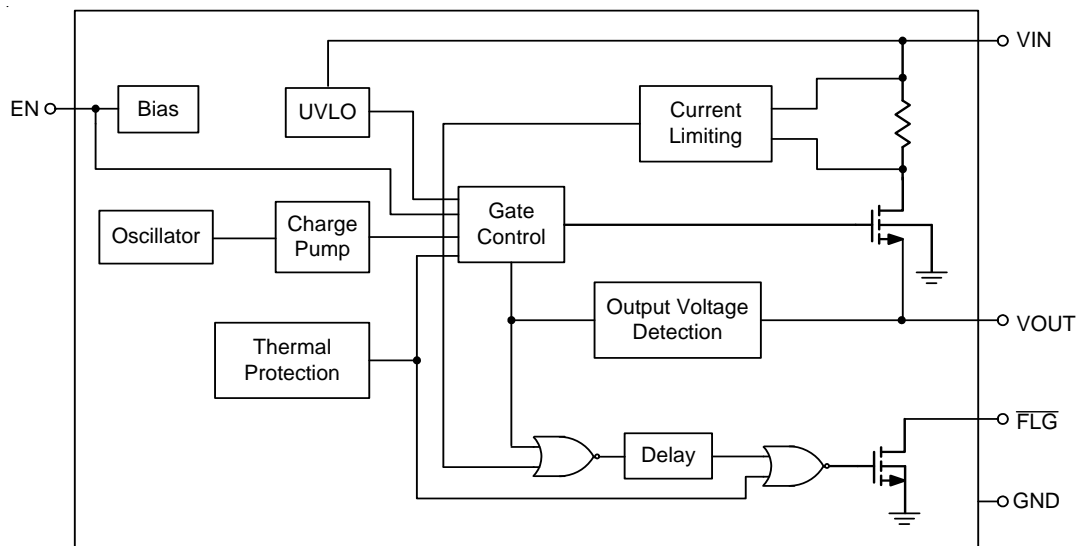 VIN
EN
Bias
UVLO
Current
Limiting
Oscillator
Charge
Pump
Gate
Control
Output Voltage
Detection
VOUT
Thermal
Protection
FLG
Delay
GND